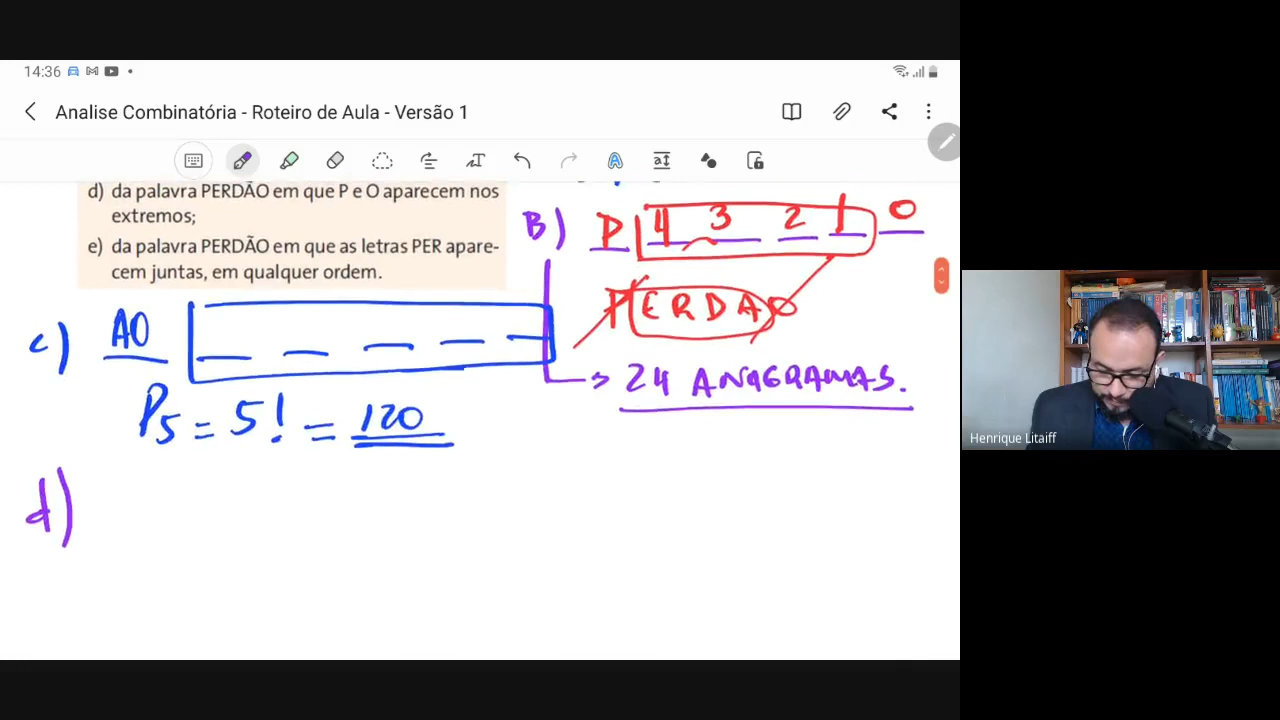 14:36
Analise Combinatória - Roteiro de Aula - Versão 1
d) da palavra PERDÃO em que P e O aparecem nos
extremos;
e) da palavra PERDÃO em que as letras PER apare-
cem juntas, em qualquer ordem.
B) P 4 3 2 1 O
PERDAO
24 ANAGRAMAS.
c) AO
P5 = 5! = 120
d)
Henrique Litaiff